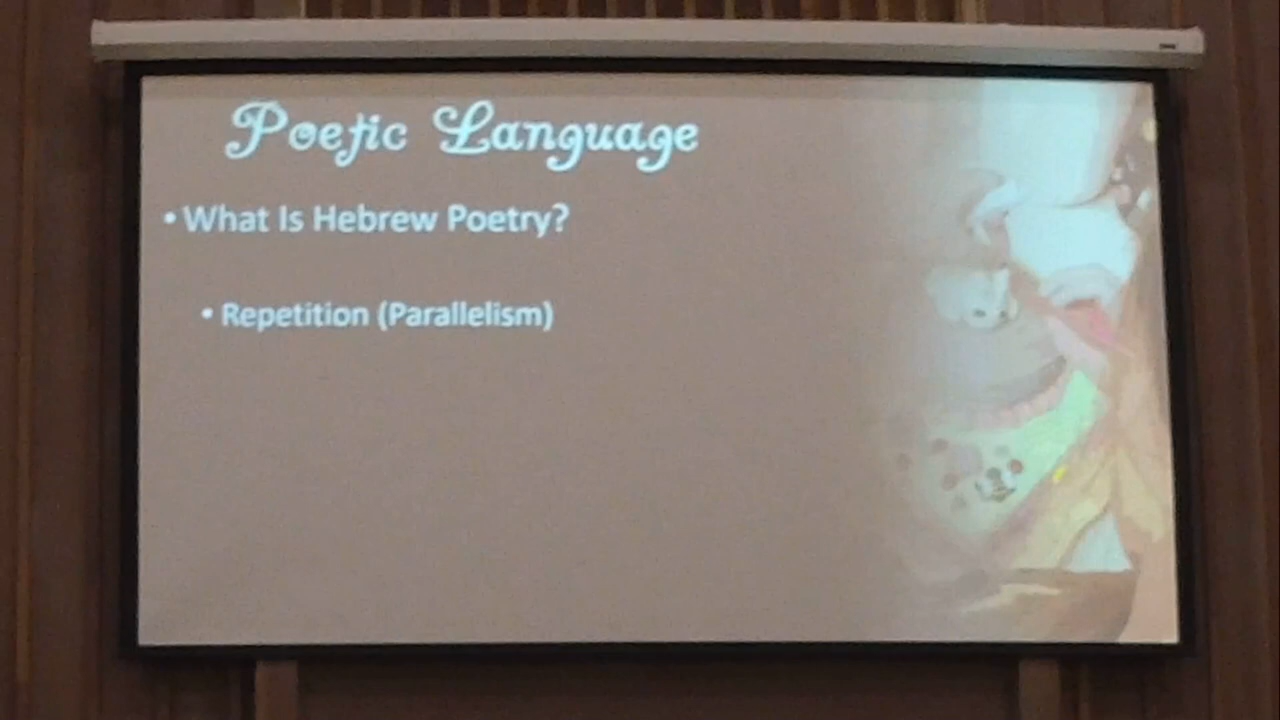 Poetic Language
• What Is Hebrew Poetry?
• Repetition (Parallelism)